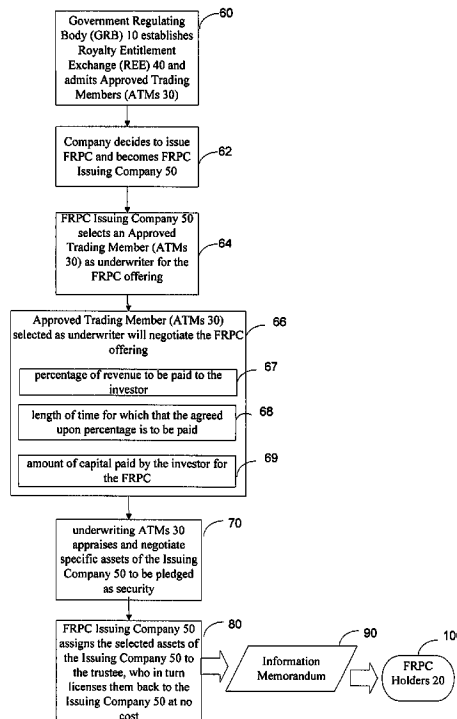 Government Regulating
Body (GRB) 10 establishes
Royalty Entitlement
Exchange (REE) 40 and
admits Approved Trading
Members (ATMs 30)
60
Company decides to issue
FRPC and becomes FRPC
Issuing Company 50
62
FRPC Issuing Company 50
selects an Approved
Trading Member (ATMs
30) as underwriter for the
FRPC offering
64
Approved Trading Member (ATMs 30)
selected as underwriter will negotiate the FRPC
offering
66
percentage of revenue to be paid to the
investor
67
length of time for which that the agreed
upon percentage is to be paid
68
amount of capital paid by the investor for
the FRPC
69
underwriting ATMs 30
appraises and negotiate
specific assets of the Issuing
Company 50 to be pledged
as security
70
FRPC Issuing Company 50
assigns the selected assets of
the Issuing Company 50 to
the trustee, who in turn
licenses them back to the
Issuing Company 50 at no
cost
80
Information
Memorandum
90
FRPC
Holders 20